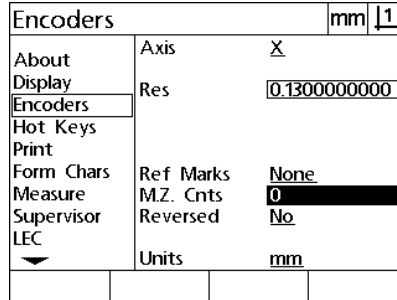 Encoders mm 1
About
Display
Encoders
Hot Keys
Print
Form Chars
Measure
Supervisor
LEC
Axis X
Res 0.1300000000
Ref Marks None
M.Z. Cnts 0
Reversed No
Units mm